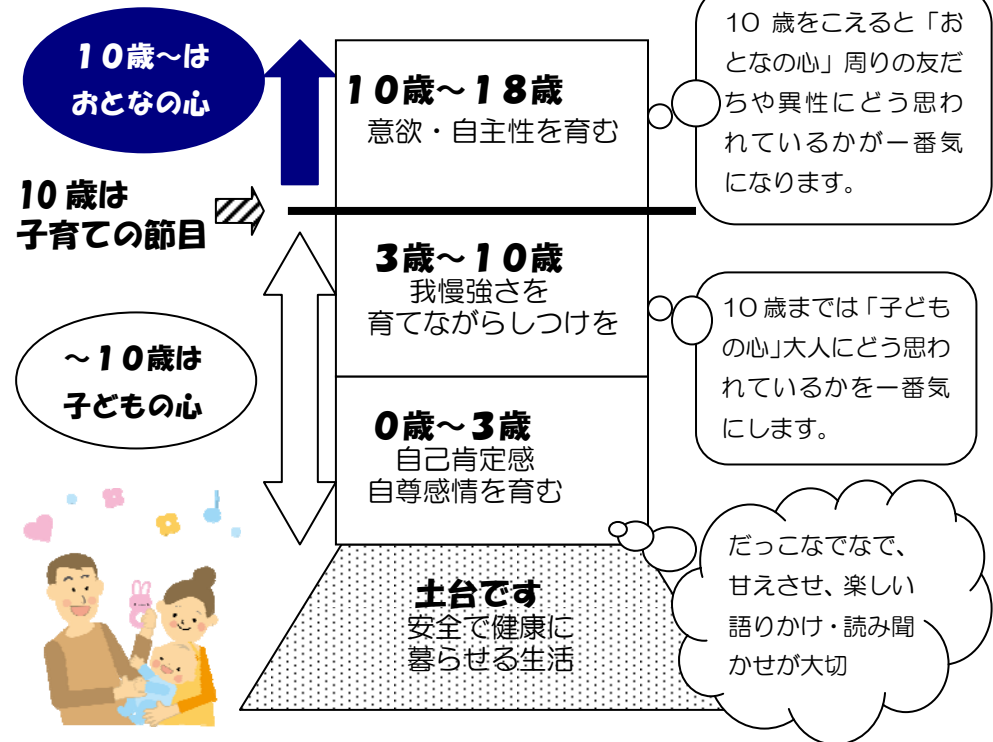 １０歳～は
おとなの心
10歳は
子育ての節目
～１０歳は
子どもの心
１０歳～１８歳
意欲・自主性を育む
３歳～１０歳
我慢強さを
育てながらしつけを
０歳～３歳
自己肯定感
自尊感情を育む
土台です
安全で健康に
暮らせる生活
10 歳をこえると「お
となの心」周りの友だ
ちや異性にどう思わ
れているかが一番気
になります。
10 歳までは「子ども
の心」大人にどう思わ
れているかを一番気
にします。
だっこなでなで、
甘えさせ、楽しい
語りかけ・読み聞
かせが大切